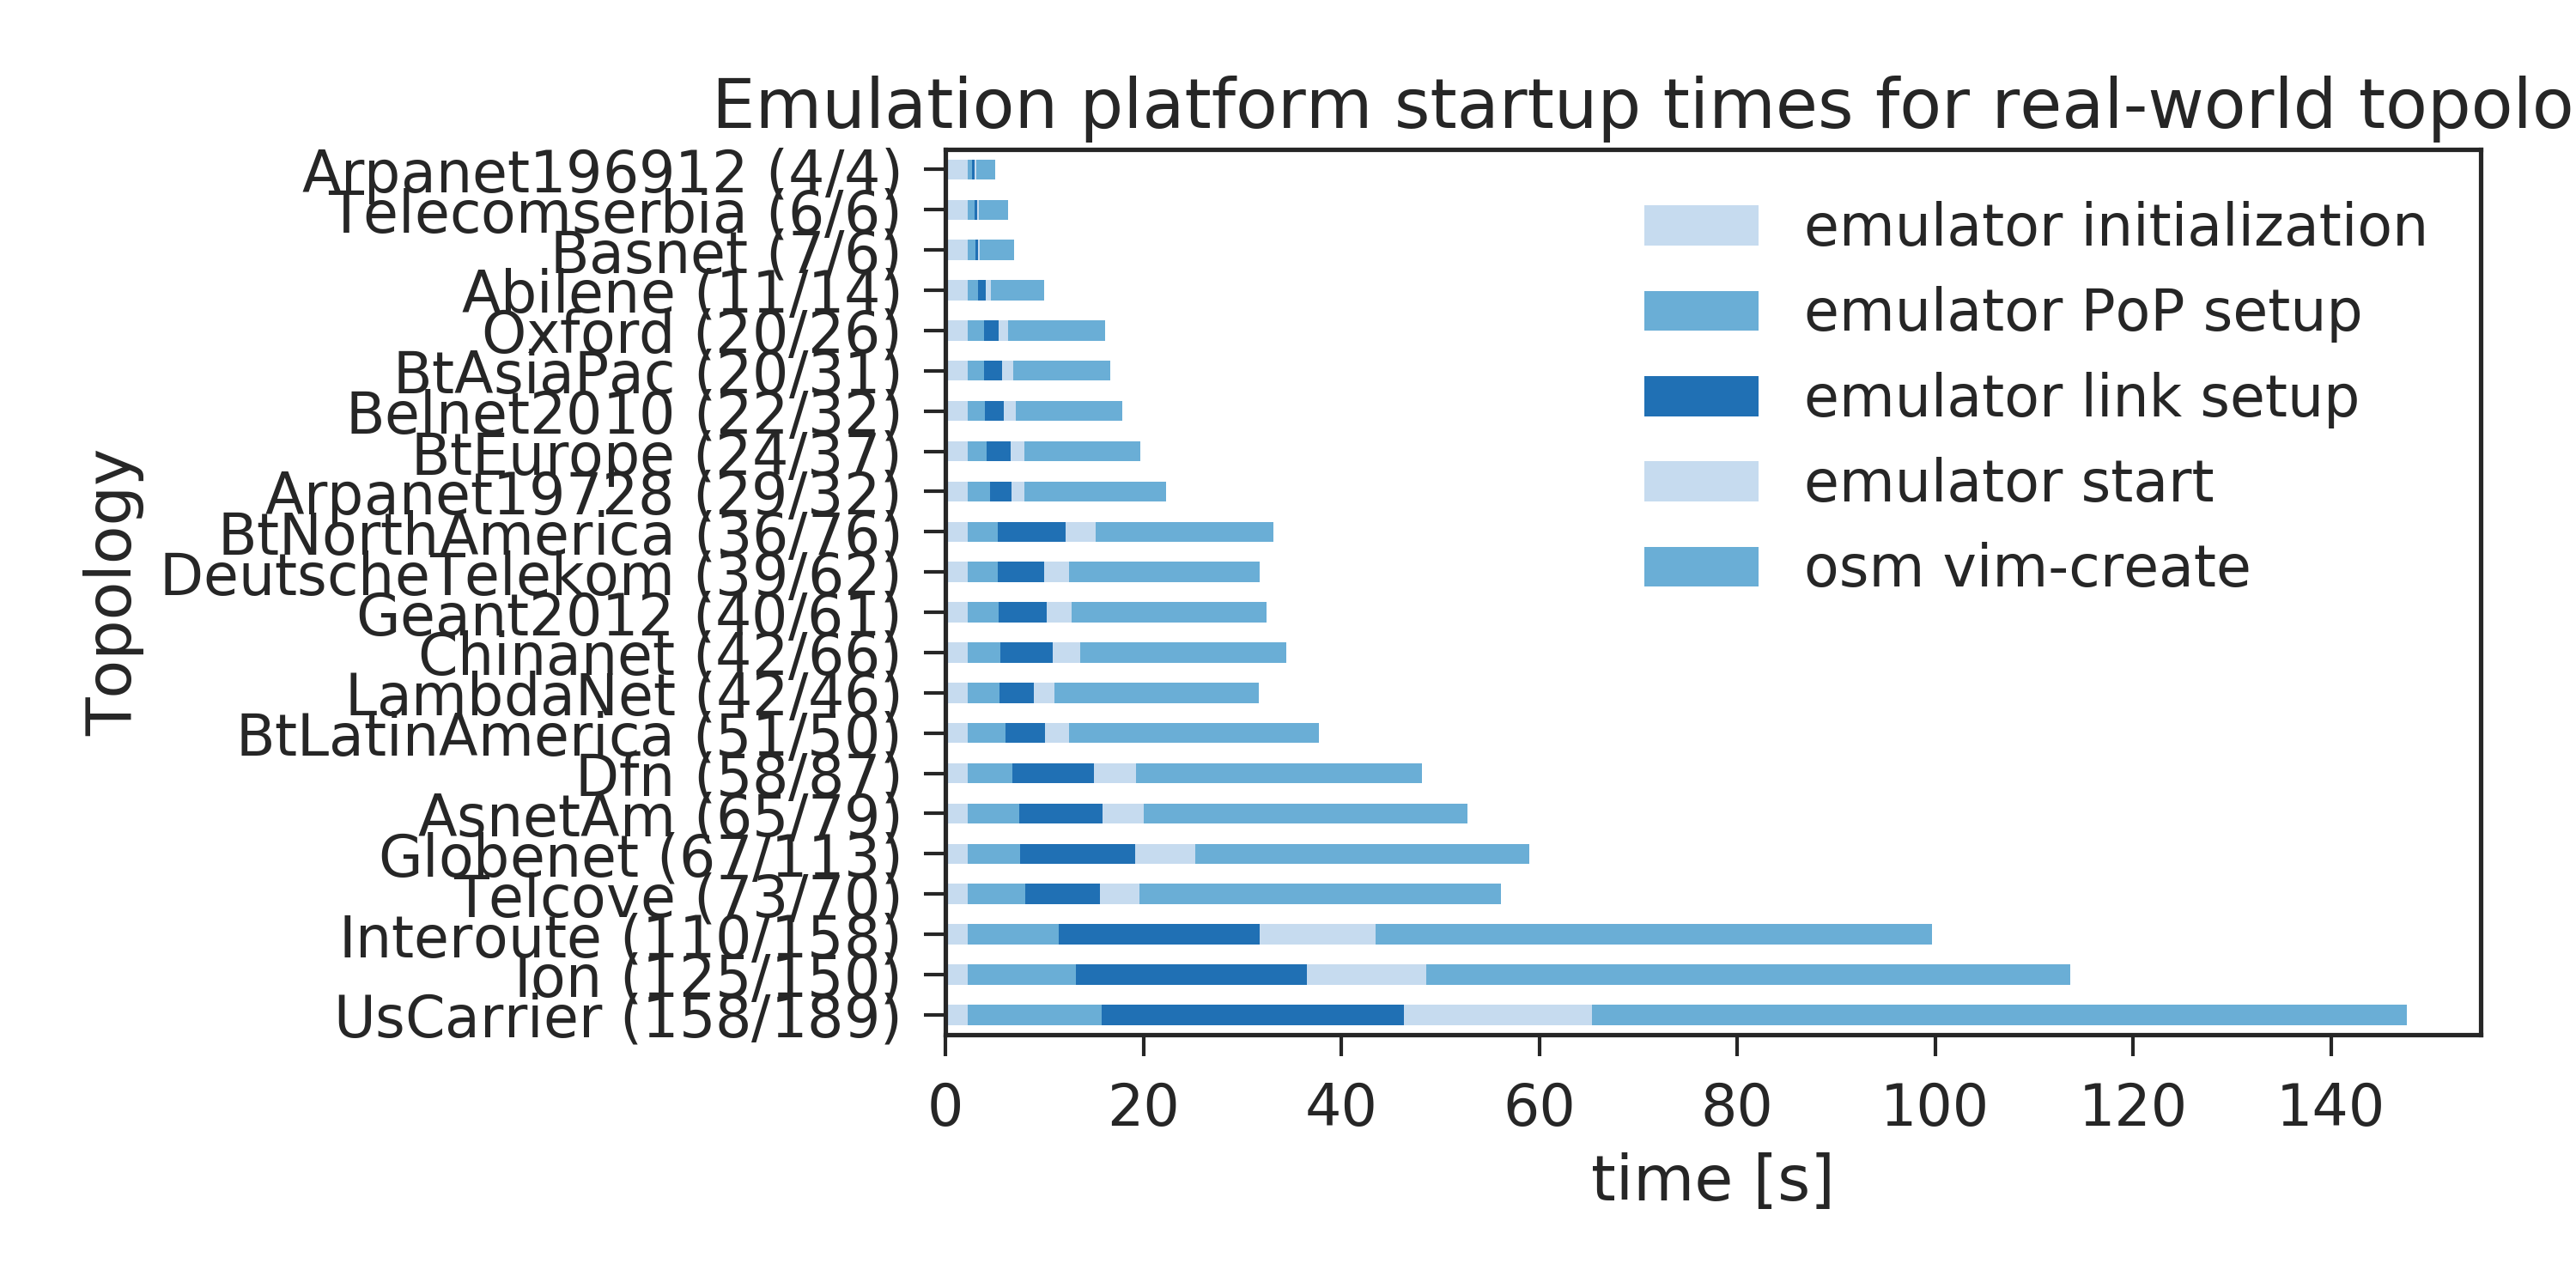 Emulation platform startup times for real-world topolo
Topology
Arpanet196912 (4/4)
Telecomserbia (6/6)
Basnet (7/6)
Abilene (11/14)
Oxford (20/26)
BtAsiaPac (20/31)
Belnet2010 (22/32)
BtEurope (24/37)
Arpanet19728 (29/32)
BtNorthAmerica (36/76)
DeutscheTelekom (39/62)
Geant2012 (40/61)
Chinanet (42/66)
LambdaNet (42/46)
BtLatinAmerica (51/50)
Dfn (58/87)
AsnetAm (65/79)
Globenet (67/113)
Telcove (73/70)
Interoute (110/158)
Ion (125/150)
UsCarrier (158/189)
emulator initialization
emulator PoP setup
emulator link setup
emulator start
osm vim-create
0 20 40 60 80 100 120 140
time [s]